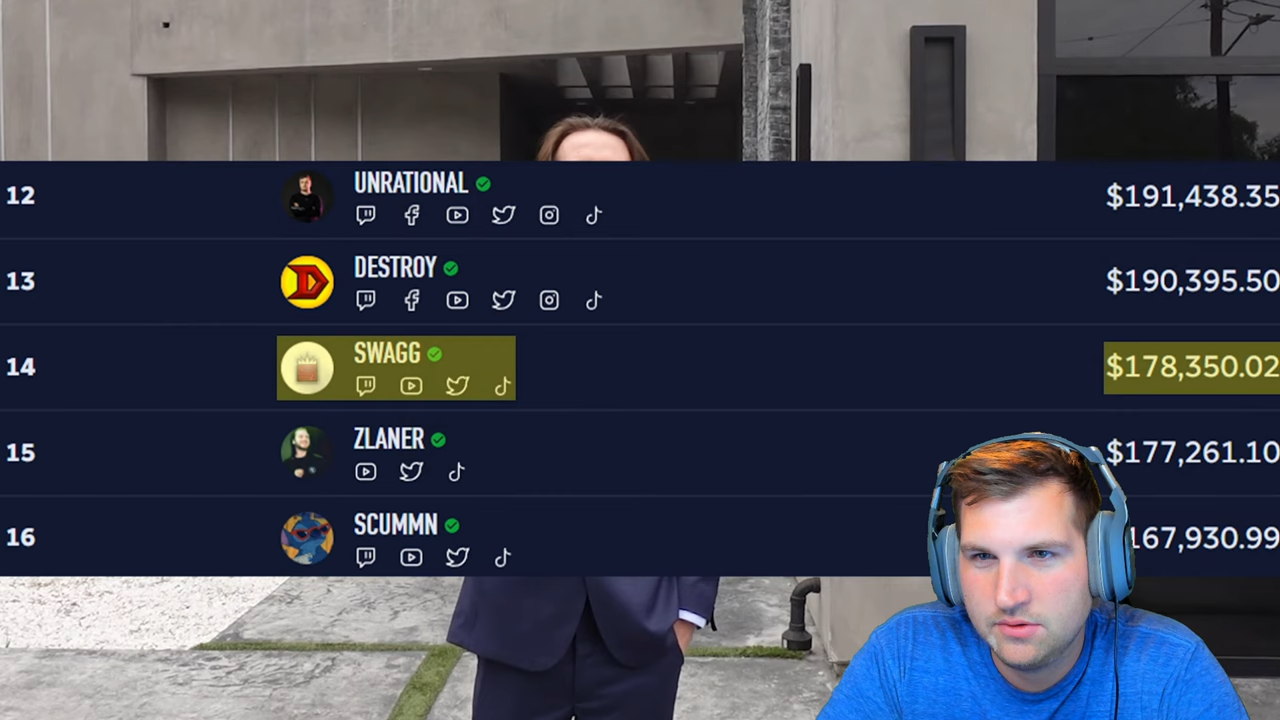 12
UNRATIONAL
$191,438.35
13
DESTROY
$190,395.50
14
SWAGG
$178,350.02
15
ZLANER
$177,261.10
16
SCUMMN
167,930.99